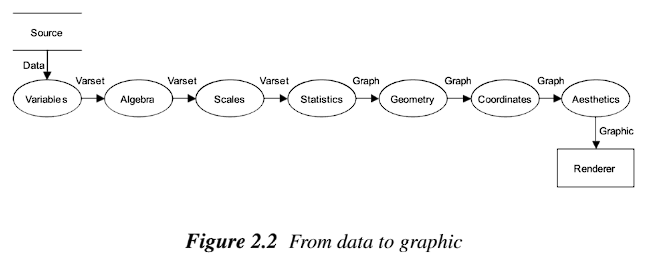 Source
Data
Varset Varset Varset Graph Graph Graph
Variables Algebra Scales Statistics Geometry Coordinates Aesthetics
Graphic
Renderer
Figure 2.2 From data to graphic